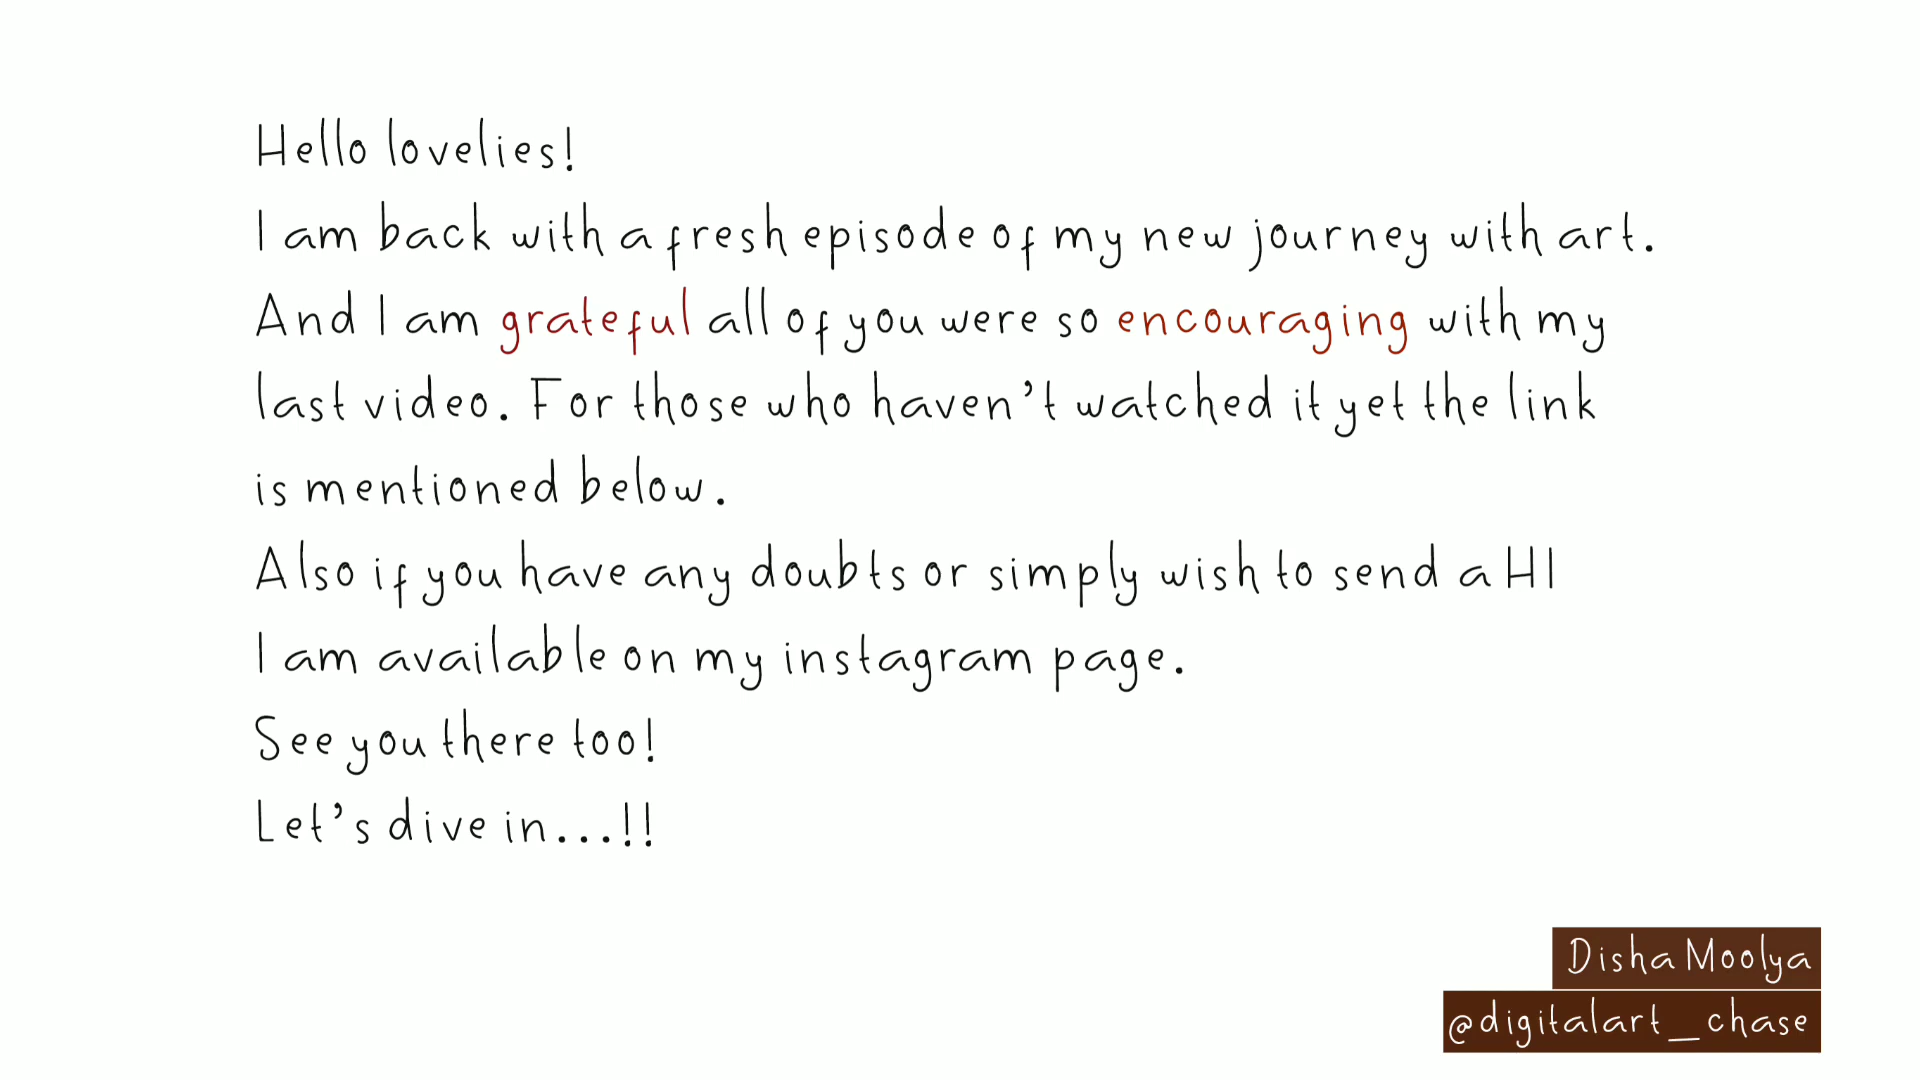 Hello lovelies!
I am back with a fresh episode of my new journey with art.
And I am grateful all of you were so encouraging with my
last video. For those who haven't watched it yet the link
is mentioned below.
Also if you have any doubts or simply wish to send a HI
I am available on my instagram page.
See you there too!
Let's dive in...!!
Disha Moolya
@digitalart_chase